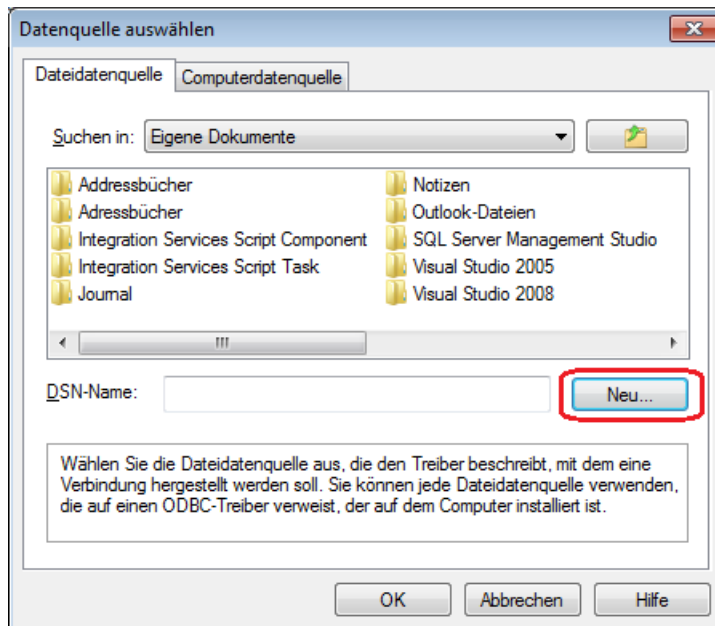 Datenquelle auswählen
Dateidatenquelle
Computerdatenquelle
Suchen in:
Eigene Dokumente
Addressbücher
Adressbücher
Integration Services Script Component
Integration Services Script Task
Journal
Notizen
Outlook-Dateien
SQL Server Management Studio
Visual Studio 2005
Visual Studio 2008
DSN-Name:
Neu...
Wählen Sie die Dateidatenquelle aus, die den Treiber beschreibt, mit dem eine
Verbindung hergestellt werden soll. Sie können jede Dateidatenquelle verwenden,
die auf einen ODBC-Treiber verweist, der auf dem Computer installiert ist.
OK
Abbrechen
Hilfe